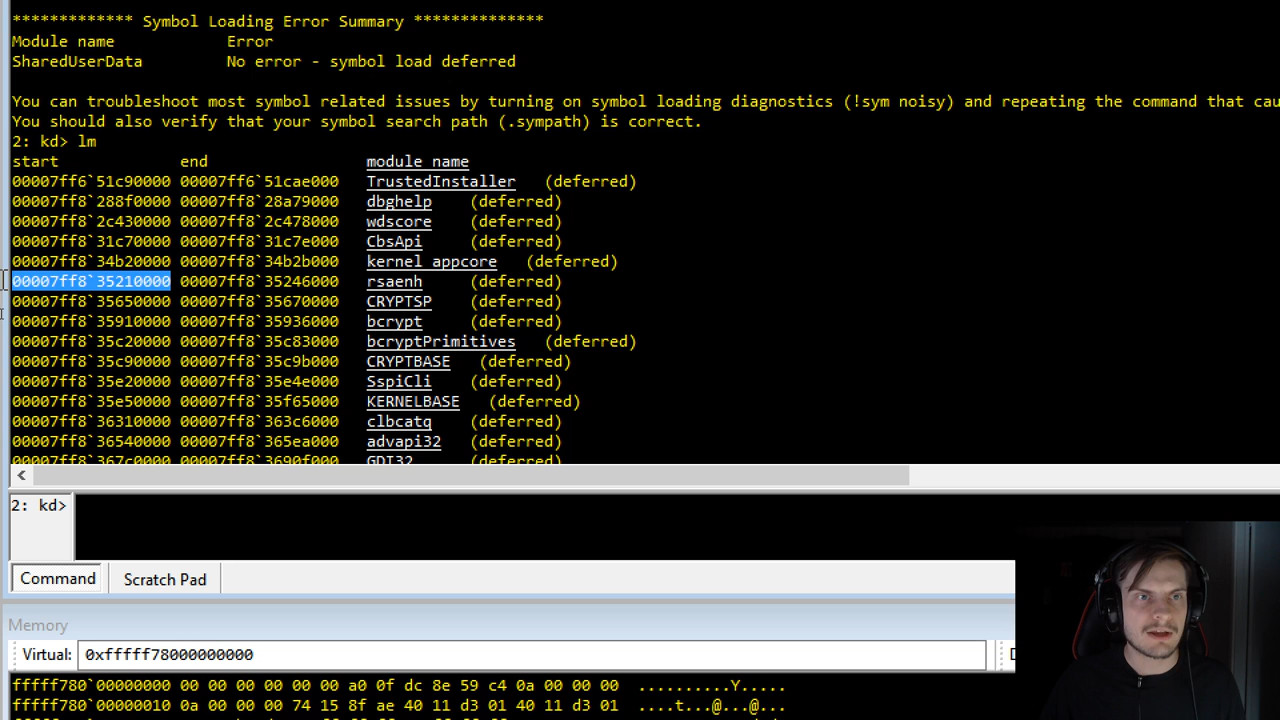 ************* Symbol Loading Error Summary **************
Module name Error
SharedUserData No error - symbol load deferred
You can troubleshoot most symbol related issues by turning on symbol loading diagnostics (!sym noisy) and repeating the command that cau
You should also verify that your symbol search path (.sympath) is correct.
2: kd> lm
start end module name
00007ff6`51c90000 00007ff6`51cae000 TrustedInstaller (deferred)
00007ff8`288f0000 00007ff8`28a79000 dbghelp (deferred)
00007ff8`2c430000 00007ff8`2c478000 wdscore (deferred)
00007ff8`31c70000 00007ff8`31c7e000 CbsApi (deferred)
00007ff8`34b20000 00007ff8`34b2b000 kernel appcore (deferred)
00007ff8`35210000 00007ff8`35246000 rsaenh (deferred)
00007ff8`35650000 00007ff8`35670000 CRYPTSP (deferred)
00007ff8`35910000 00007ff8`35936000 bcrypt (deferred)
00007ff8`35c20000 00007ff8`35c83000 bcryptPrimitives (deferred)
00007ff8`35c90000 00007ff8`35c9b000 CRYPTBASE (deferred)
00007ff8`35e20000 00007ff8`35e4e000 SspiCli (deferred)
00007ff8`35e50000 00007ff8`35f65000 KERNELBASE (deferred)
00007ff8`36310000 00007ff8`363c6000 clbcatq (deferred)
00007ff8`36540000 00007ff8`365ea000 advapi32 (deferred)
00007ff8`367c0000 00007ff8`3690f000 GDI32 (deferred)
2: kd>
Command Scratch Pad
Memory
Virtual: 0xfffff78000000000
fffff780`00000000 00 00 00 00 00 00 a0 0f dc 8e 59 c4 0a 00 00 00 ..........Y.....
fffff780`00000010 0a 00 00 00 74 15 8f ae 40 11 d3 01 40 11 d3 01 ....t...@...@...